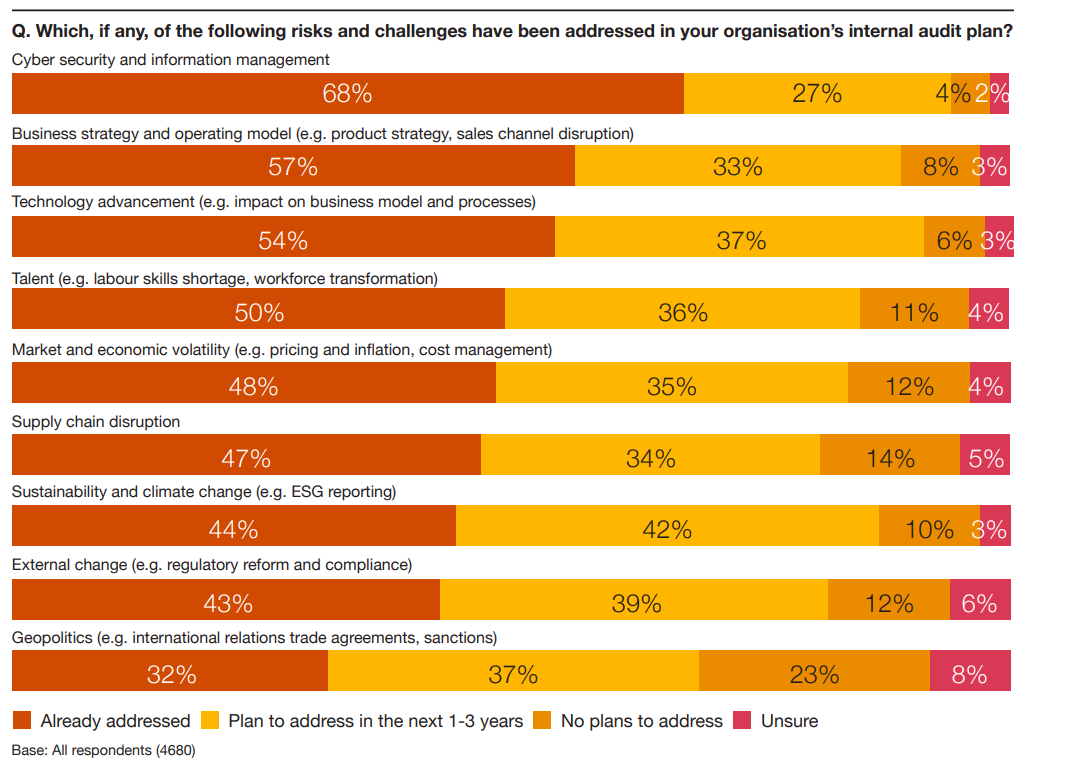 Q. Which, if any, of the following risks and challenges have been addressed in your organisation’s internal audit plan?
Cyber security and information management
68% 27% 4% 2%
Business strategy and operating model (e.g. product strategy, sales channel disruption)
57% 33% 8% 3%
Technology advancement (e.g. impact on business model and processes)
54% 37% 6% 3%
Talent (e.g. labour skills shortage, workforce transformation)
50% 36% 11% 4%
Market and economic volatility (e.g. pricing and inflation, cost management)
48% 35% 12% 4%
Supply chain disruption
47% 34% 14% 5%
Sustainability and climate change (e.g. ESG reporting)
44% 42% 10% 3%
External change (e.g. regulatory reform and compliance)
43% 39% 12% 6%
Geopolitics (e.g. international relations trade agreements, sanctions)
32% 37% 23% 8%
Already addressed Plan to address in the next 1-3 years No plans to address Unsure
Base: All respondents (4680)